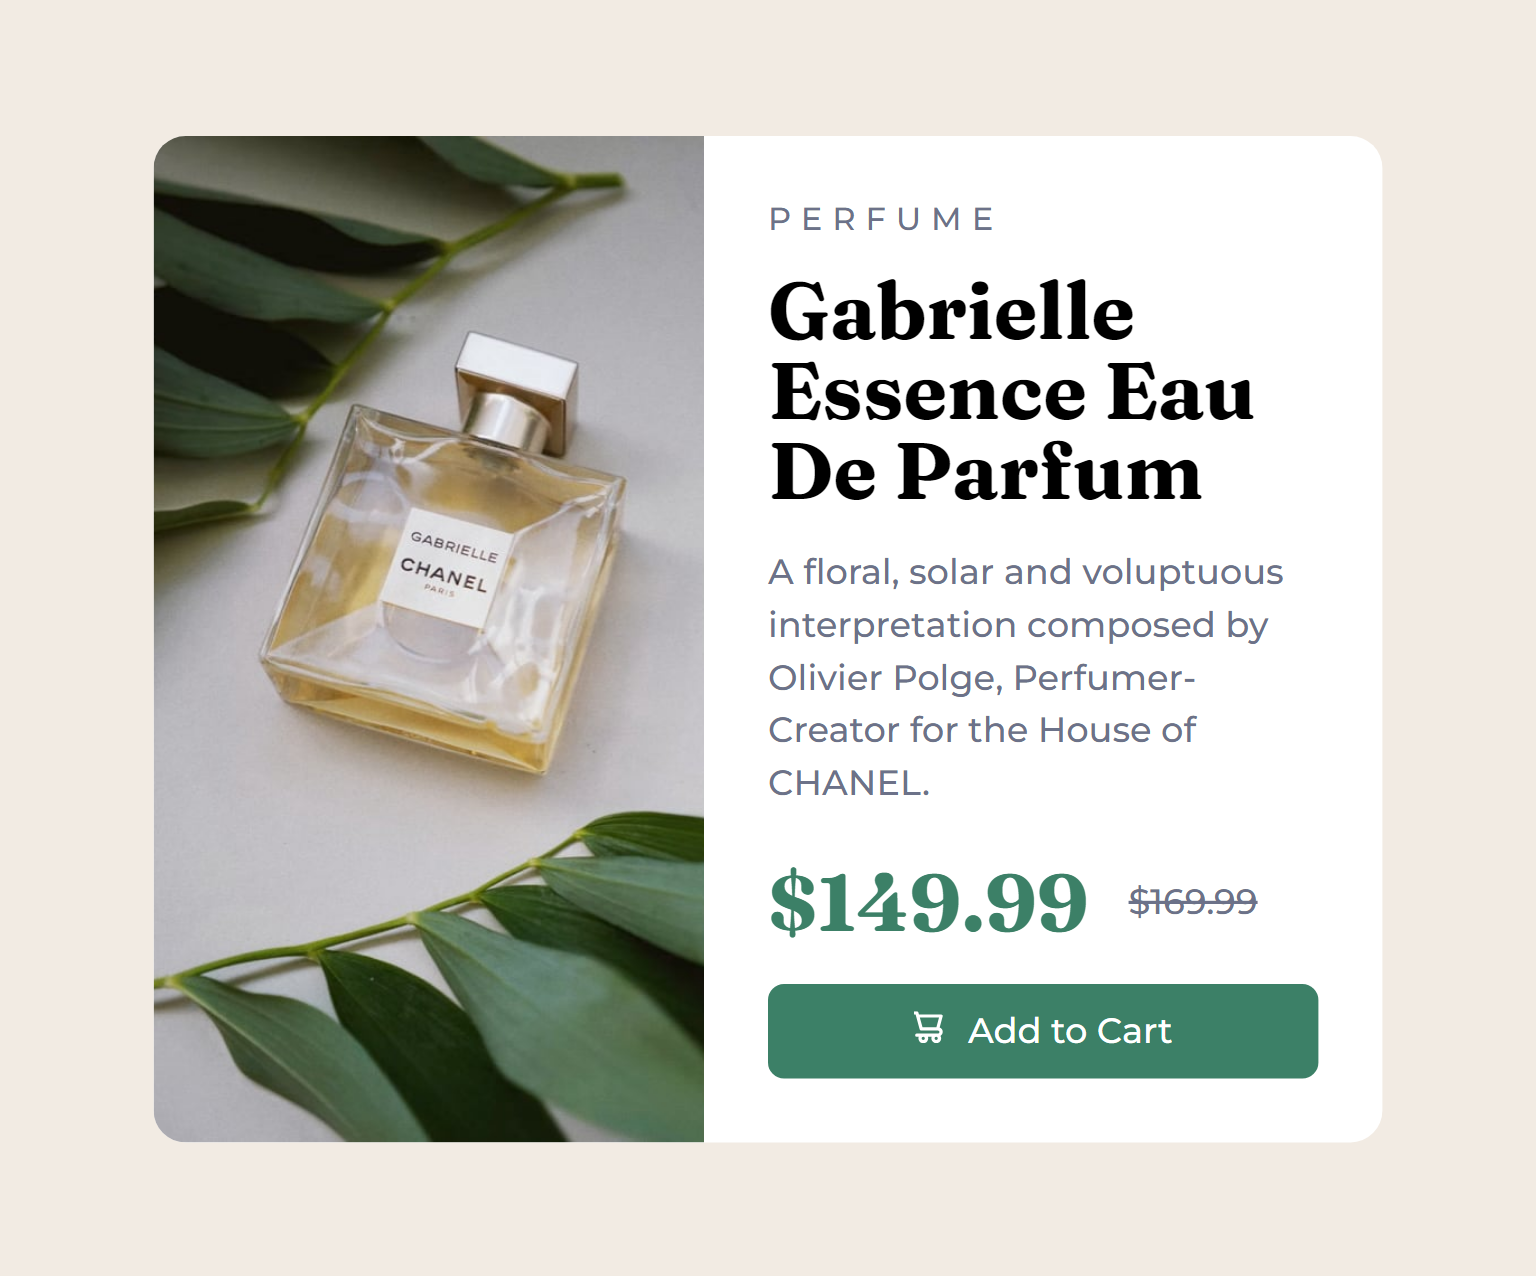 GABRIELLE
CHANEL
PARIS
PERFUME
Gabrielle
Essence Eau
De Parfum
A floral, solar and voluptuous
interpretation composed by
Olivier Polge, Perfumer-
Creator for the House of
CHANEL.
$149.99 $169.99
Add to Cart